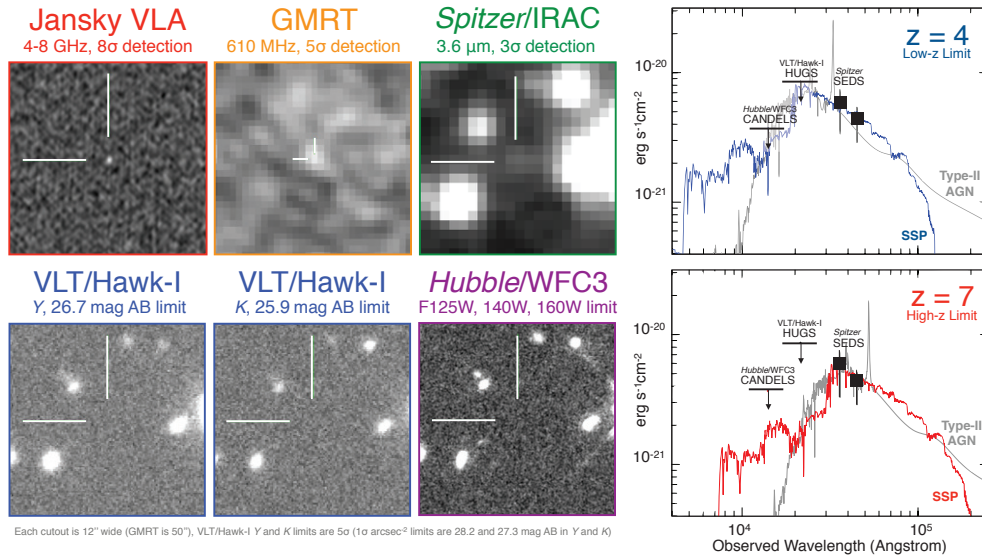 Jansky VLA
4-8 GHz, 8σ detection
GMRT
610 MHz, 5σ detection
Spitzer/IRAC
3.6 μm, 3σ detection
VLT/Hawk-I
Y, 26.7 mag AB limit
VLT/Hawk-I
K, 25.9 mag AB limit
Hubble/WFC3
F125W, 140W, 160W limit
Each cutout is 12" wide (GMRT is 50"), VLT/Hawk-I Y and K limits are 5σ (1σ arcsec⁻² limits are 28.2 and 27.3 mag AB in Y and K)
z = 4
Low-z Limit
10⁻²⁰
10⁻²¹
erg s⁻¹cm⁻²
VLT/Hawk-I
HUGS
Spitzer
SEDS
Hubble/WFC3
CANDELS
Type-II
AGN
SSP
z = 7
High-z Limit
10⁻²⁰
10⁻²¹
erg s⁻¹cm⁻²
VLT/Hawk-I
HUGS
Spitzer
SEDS
Hubble/WFC3
CANDELS
Type-II
AGN
SSP
10⁴
10⁵
Observed Wavelength (Angstrom)